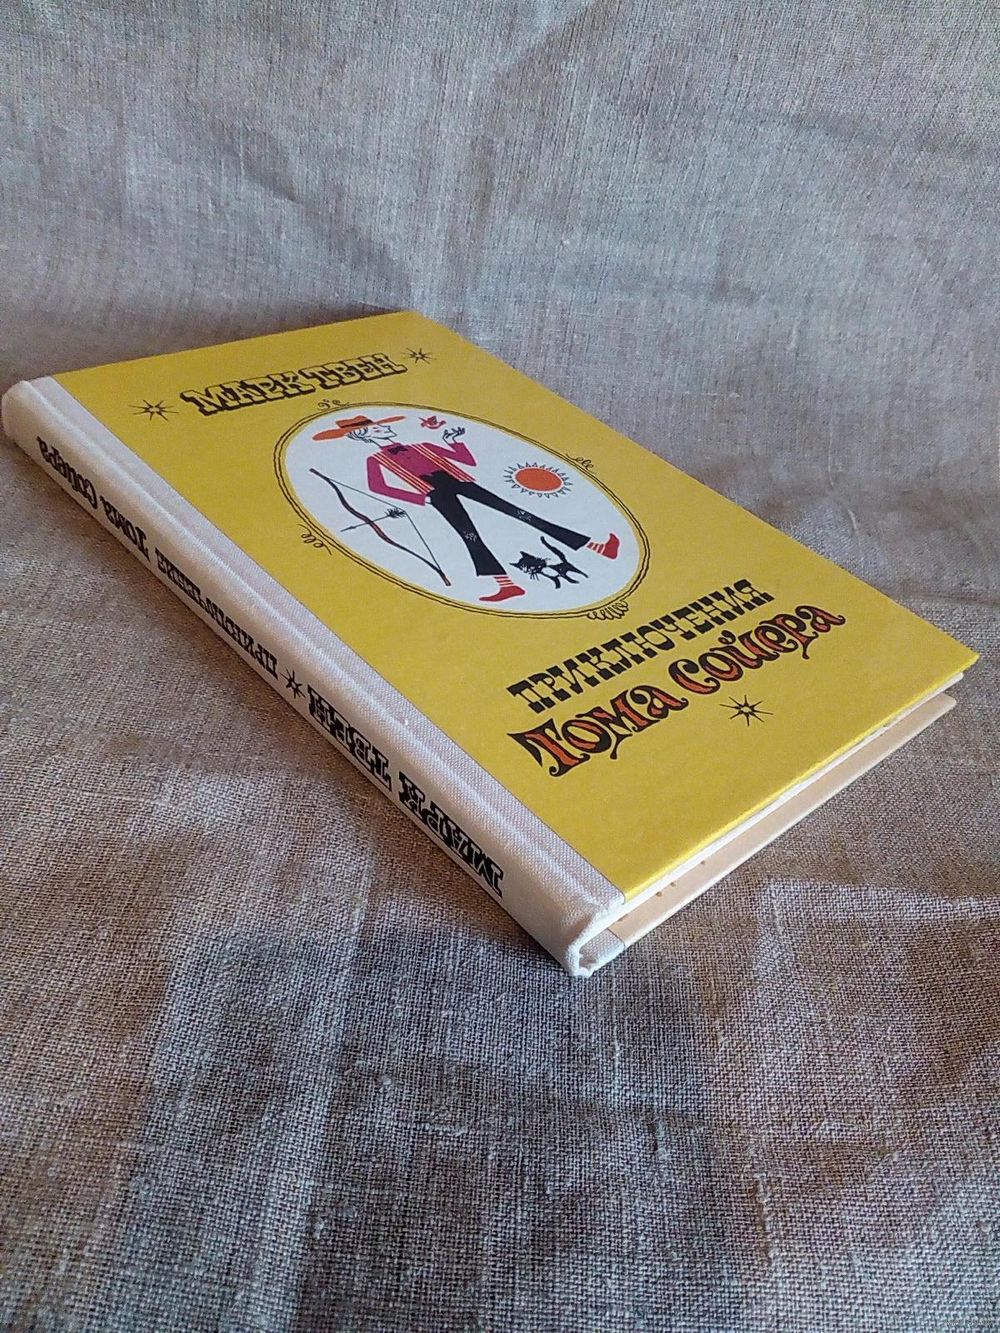 МАРК ТВЕН
ПРИКЛЮЧЕНИЯ
Тома Сойера
МАРК ТВЕН * ПРИКЛЮЧЕНИЯ Тома Сойера